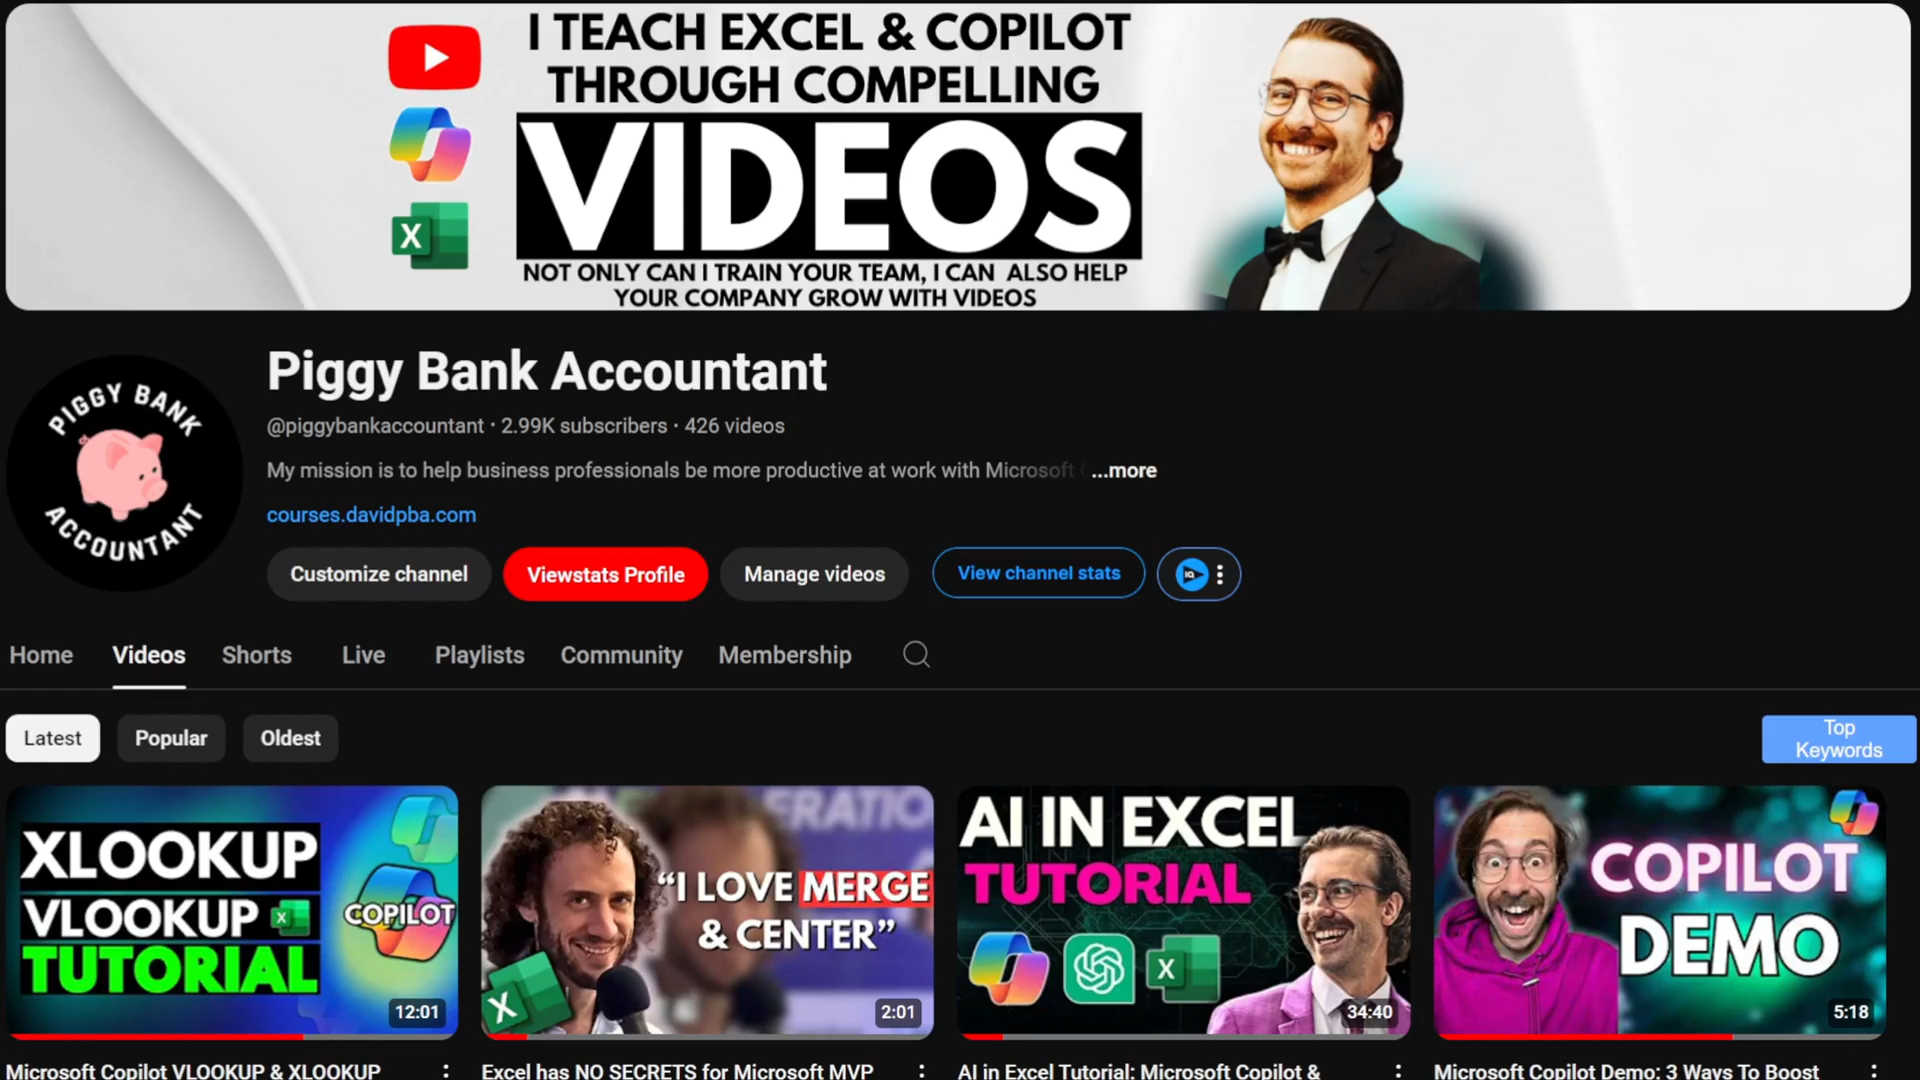 I TEACH EXCEL & COPILOT
THROUGH COMPELLING
VIDEOS
NOT ONLY CAN I TRAIN YOUR TEAM, I CAN ALSO HELP
YOUR COMPANY GROW WITH VIDEOS
X
PIGGY BANK
ACCOUNTANT
Piggy Bank Accountant
@piggybankaccountant · 2.99K subscribers · 426 videos
My mission is to help business professionals be more productive at work with Microsoft ...more
courses.davidpba.com
Customize channel
Viewstats Profile
Manage videos
View channel stats
IQ
Home Videos Shorts Live Playlists Community Membership
Latest Popular Oldest
Top
Keywords
XLOOKUP
VLOOKUP X
TUTORIAL
COPILOT
12:01
"I LOVE MERGE
& CENTER"
X
2:01
AI IN EXCEL
TUTORIAL
X
34:40
COPILOT
DEMO
5:18
Microsoft Copilot VLOOKUP & XLOOKUP
Excel has NO SECRETS for Microsoft MVP
AI in Excel Tutorial: Microsoft Copilot &
Microsoft Copilot Demo: 3 Ways To Boost